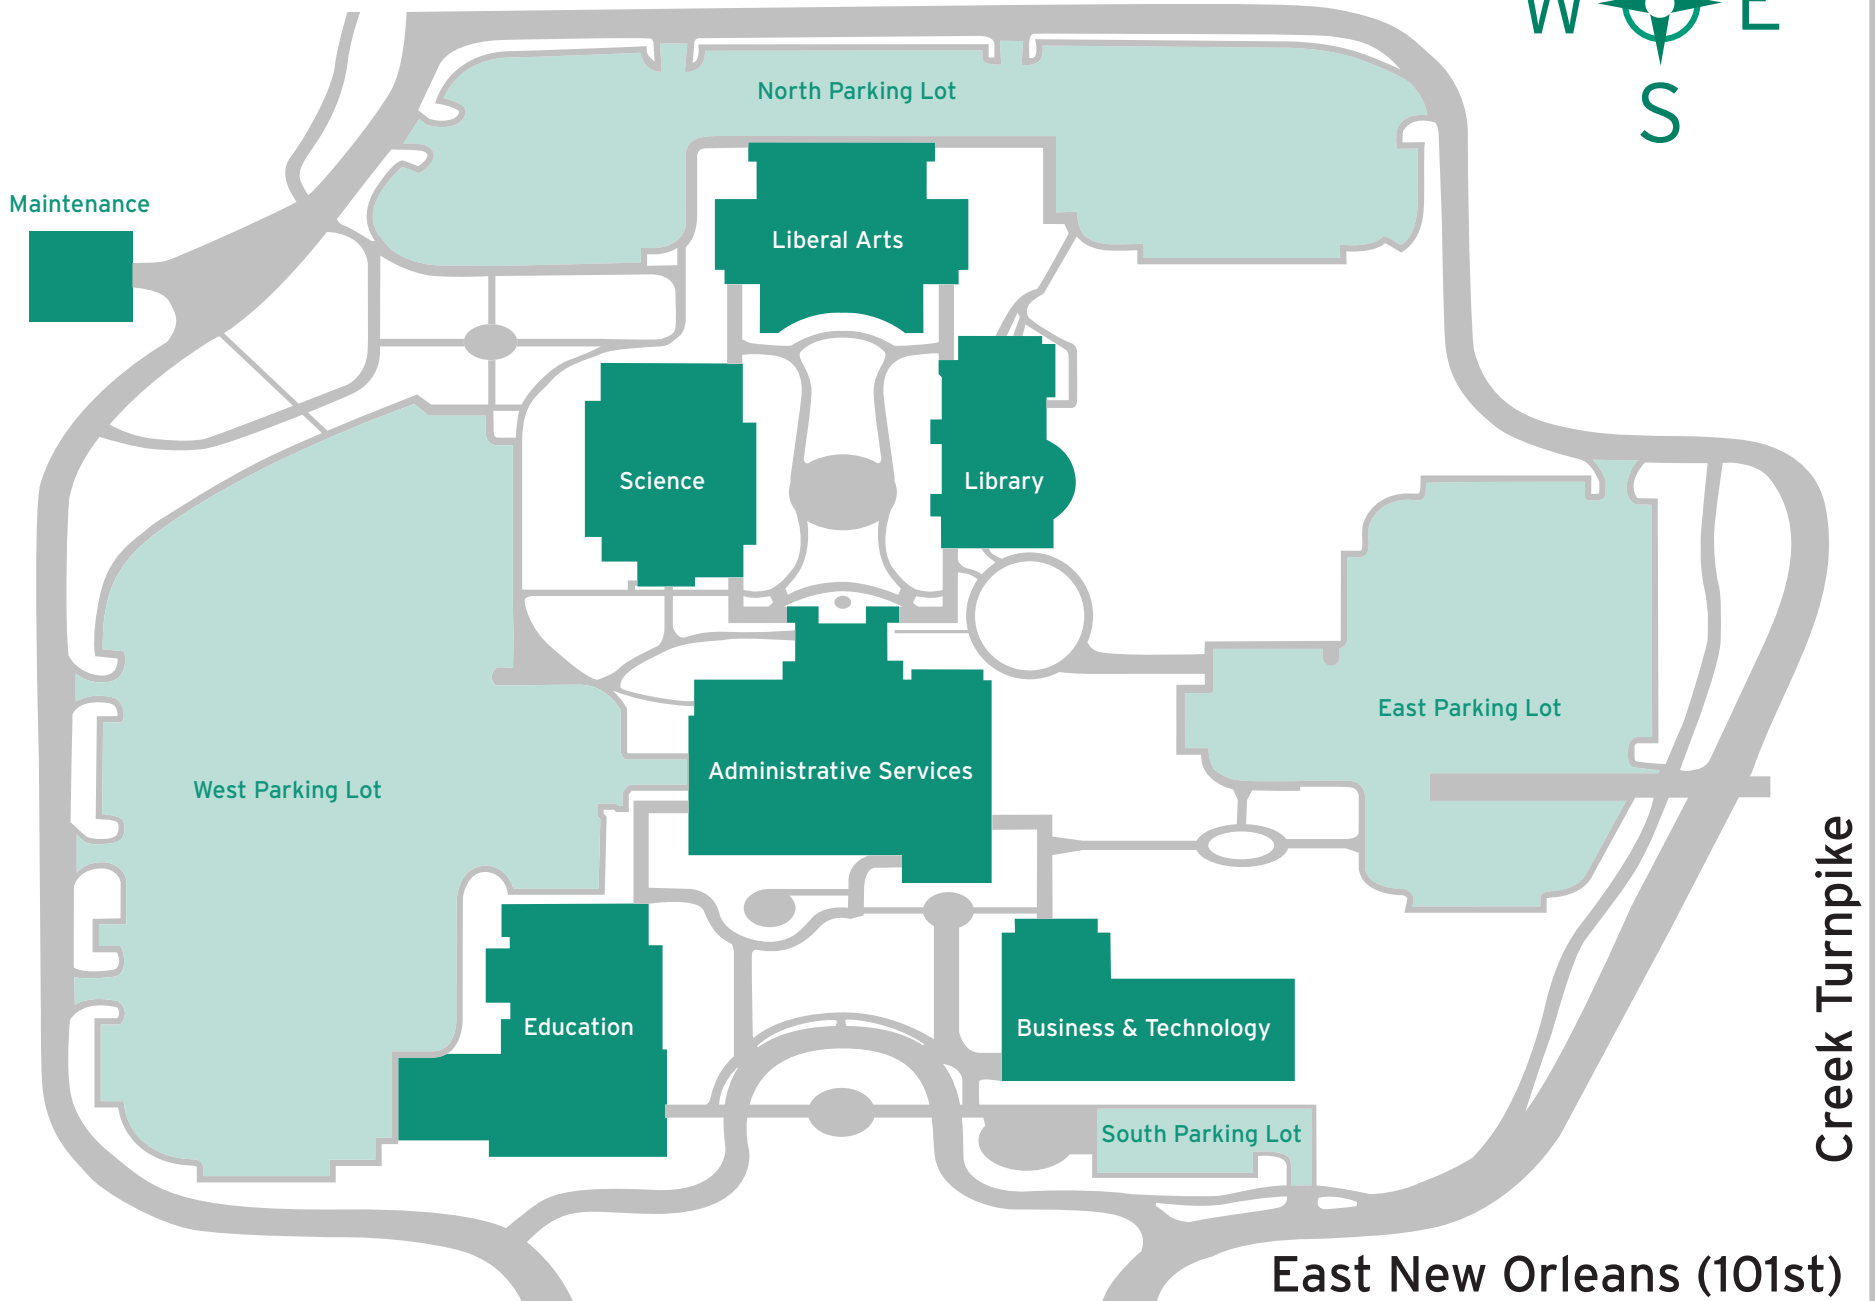 W E
S
North Parking Lot
Maintenance
Liberal Arts
Science
Library
East Parking Lot
Administrative Services
West Parking Lot
Education
Business & Technology
South Parking Lot
Creek Turnpike
East New Orleans (101st)